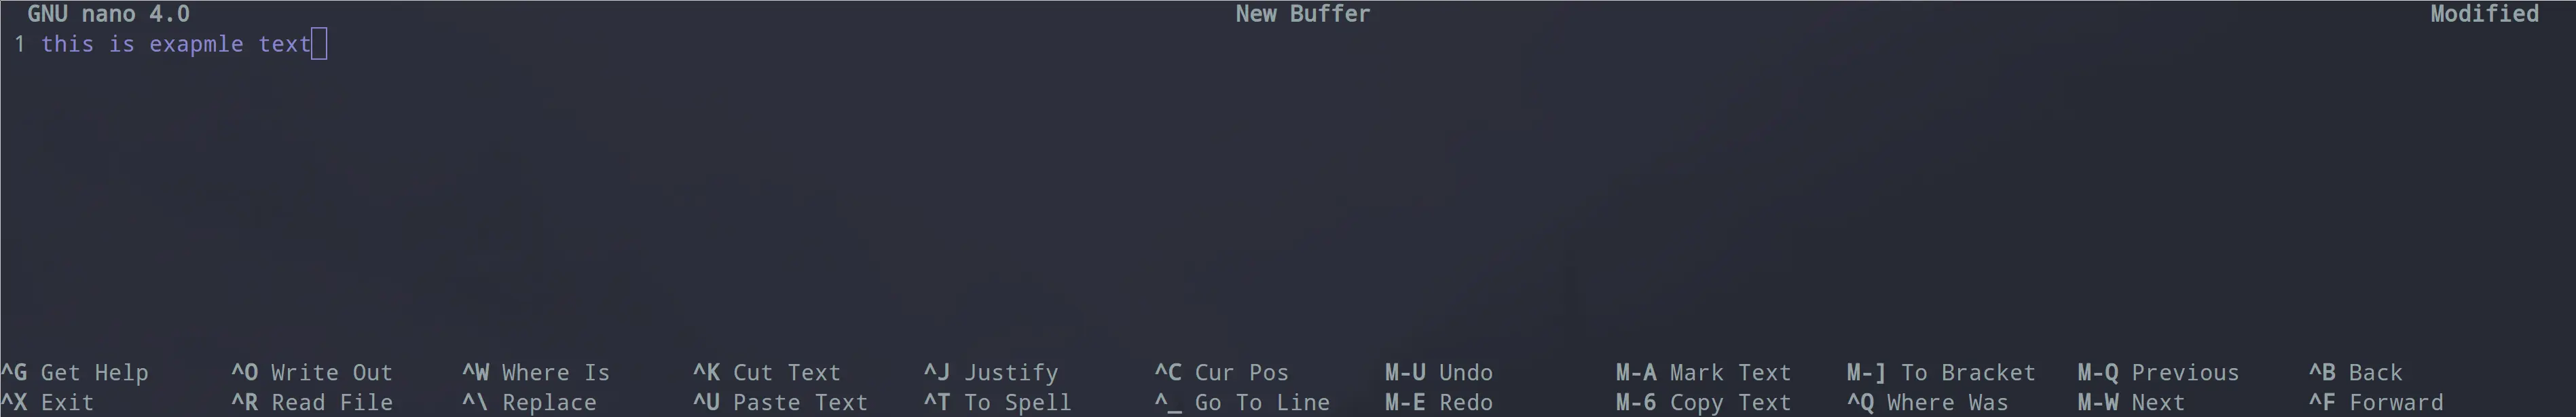 GNU nano 4.0 New Buffer Modified
1 this is exapmle text
^G Get Help ^O Write Out ^W Where Is ^K Cut Text ^J Justify ^C Cur Pos M-U Undo M-A Mark Text M-] To Bracket M-Q Previous ^B Back
^X Exit ^R Read File ^\ Replace ^U Paste Text ^T To Spell ^_ Go To Line M-E Redo M-6 Copy Text ^Q Where Was M-W Next ^F Forward